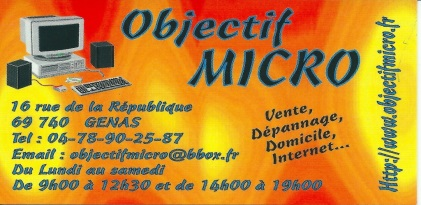 Objectif
MICRO
16 rue de la République
69 740 GENAS
Tel : 04-78-90-25-87
Email : objectifmicro@bbox.fr
Du Lundi au samedi
De 9h00 à 12h30 et de 14h00 à 19h00
Vente,
Dépannage,
Domicile,
Internet...
Http://www.objectifmicro.fr